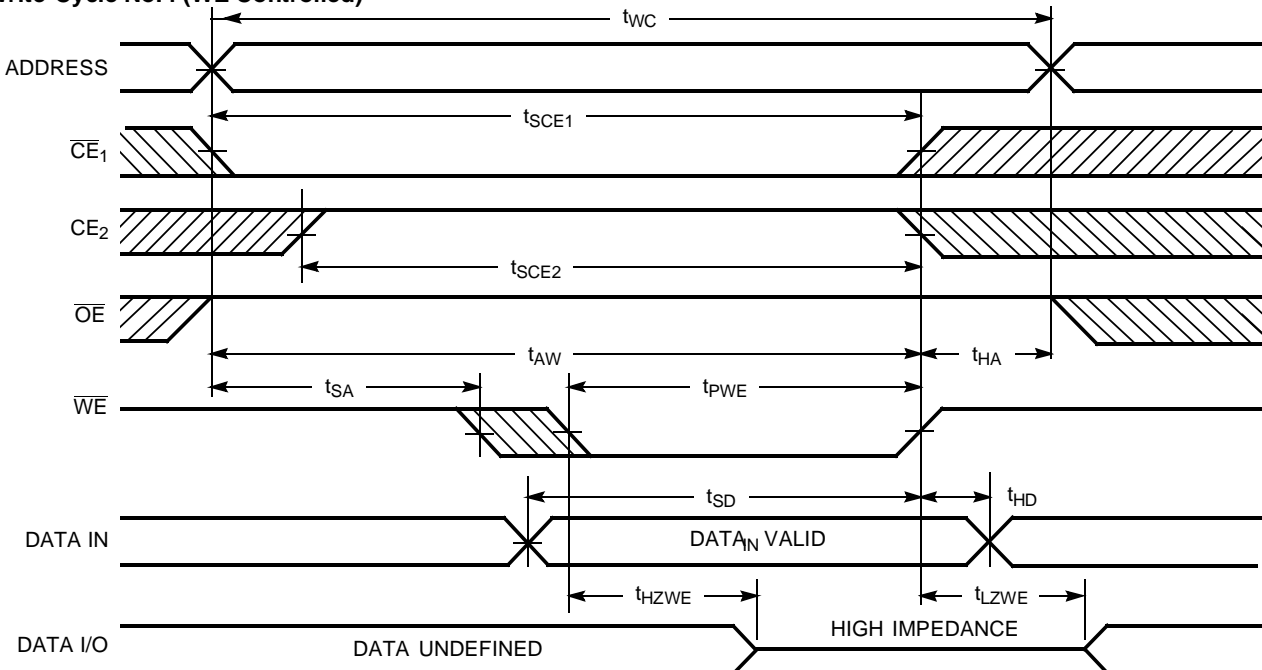 Write Cycle No. 1 (WE Controlled)
tWC
ADDRESS
tSCE1
CE1
CE2
tSCE2
OE
tAW
tHA
tSA
tPWE
WE
tSD
tHD
DATA IN
DATAIN VALID
tHZWE
tLZWE
DATA I/O
DATA UNDEFINED
HIGH IMPEDANCE